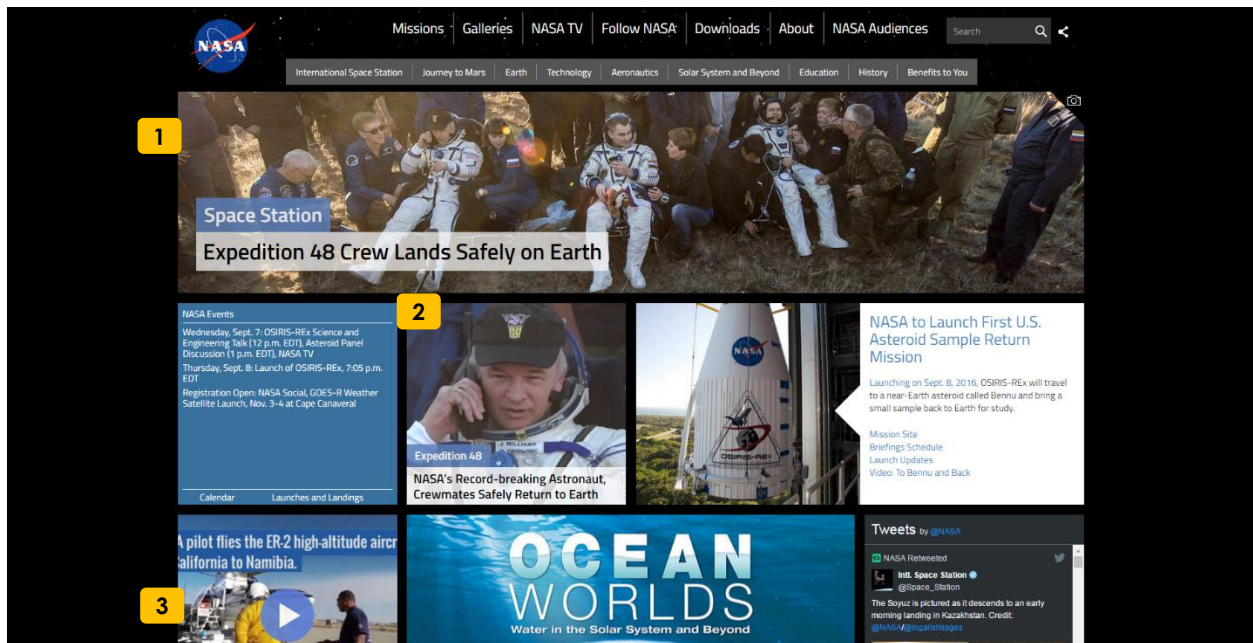 Missions
Galleries
NASA TV
Follow NASA
Downloads
About
NASA Audiences
Search
NASA
International Space Station
Journey to Mars
Earth
Technology
Aeronautics
Solar System and Beyond
Education
History
Benefits to You
1
Space Station
Expedition 48 Crew Lands Safely on Earth
NASA Events
Wednesday, Sept. 7: OSIRIS-REx Science and
Engineering Talk (12 p.m. EDT), Asteroid Panel
Discussion (1 p.m. EDT), NASA TV
Thursday, Sept. 8: Launch of OSIRIS-REx, 7:05 p.m.
EDT
Registration Open: NASA Social, GOES-R Weather
Satellite Launch, Nov. 3-4 at Cape Canaveral
Calendar
Launches and Landings
2
J. WILLIAMS
Expedition 48
NASA's Record-breaking Astronaut,
Crewmates Safely Return to Earth
NASA
OSIRIS-REx
NASA to Launch First U.S.
Asteroid Sample Return
Mission
Launching on Sept. 8, 2016, OSIRIS-REx will travel
to a near-Earth asteroid called Bennu and bring a
small sample back to Earth for study.
Mission Site
Briefings Schedule
Launch Updates
Video: To Bennu and Back
3
A pilot flies the ER-2 high-altitude aircr
California to Namibia.
OCEAN
WORLDS
Water in the Solar System and Beyond
Tweets by @NASA
NASA Retweeted
Intl. Space Station
@Space_Station
The Soyuz is pictured as it descends to an early
morning landing in Kazakhstan. Credit:
@NASA/@ingallsimages